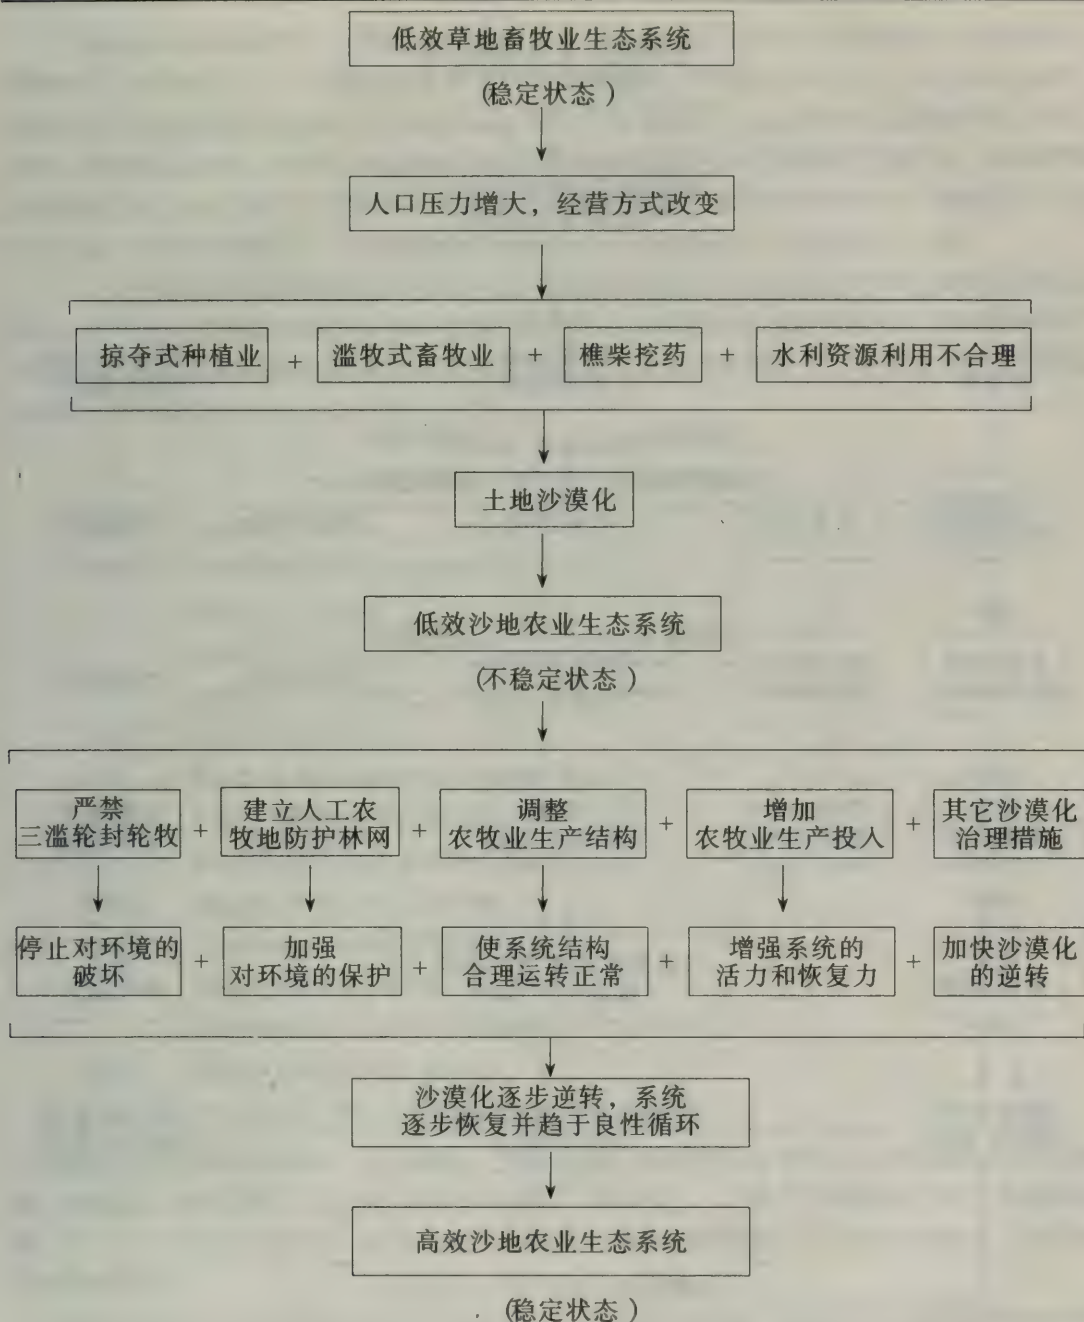 低效草地畜牧业生态系统
(稳定状态)
人口压力增大，经营方式改变
掠夺式种植业 + 滥牧式畜牧业 + 樵柴挖药 + 水利资源利用不合理
土地沙漠化
低效沙地农业生态系统
(不稳定状态)
严禁
三滥轮封轮牧
+
建立人工农
牧地防护林网
+
调整
农牧业生产结构
+
增加
农牧业生产投入
+
其它沙漠化
治理措施
停止对环境的
破坏
+
加强
对环境的保护
+
使系统结构
合理运转正常
+
增强系统的
活力和恢复力
+
加快沙漠化
的逆转
沙漠化逐步逆转，系统
逐步恢复并趋于良性循环
高效沙地农业生态系统
(稳定状态)